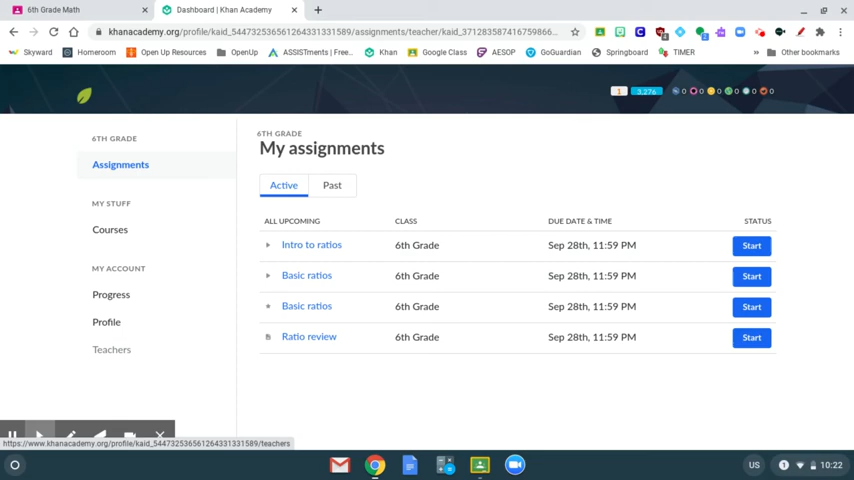 6th Grade Math
Dashboard | Khan Academy
khanacademy.org/profile/kaid_544732536561264331331589/assignments/teacher/kaid_3712835874167​59866...
Skyward
Homeroom
Open Up Resources
OpenUp
ASSISTments | Free...
Khan
Google Class
AESOP
GoGuardian
Springboard
TIMER
»
Other bookmarks
1 3,276 0 0 0 0 0 0
6TH GRADE
Assignments
MY STUFF
Courses
MY ACCOUNT
Progress
Profile
Teachers
6TH GRADE
My assignments
Active Past
ALL UPCOMING CLASS DUE DATE & TIME STATUS
Intro to ratios 6th Grade Sep 28th, 11:59 PM Start
Basic ratios 6th Grade Sep 28th, 11:59 PM Start
Basic ratios 6th Grade Sep 28th, 11:59 PM Start
Ratio review 6th Grade Sep 28th, 11:59 PM Start
https://www.khanacademy.org/profile/kaid_544732536561264331331589/teachers
US 1 10:22